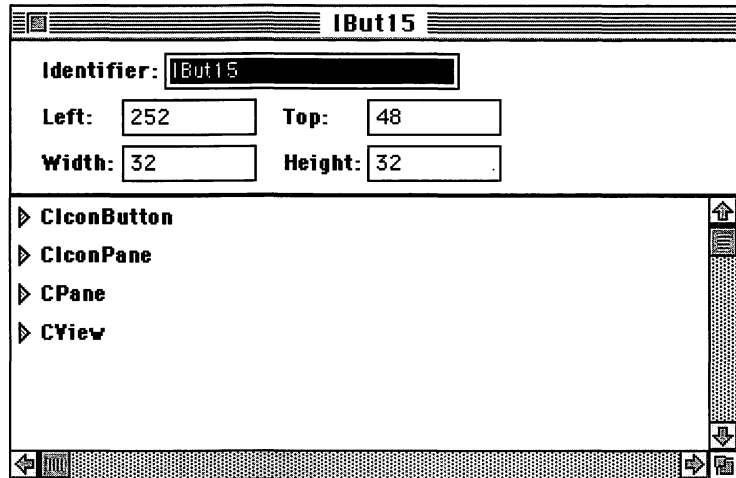 IBut15
Identifier: IBut15
Left: 252 Top: 48
Width: 32 Height: 32
CIconButton
CIconPane
CPane
CView